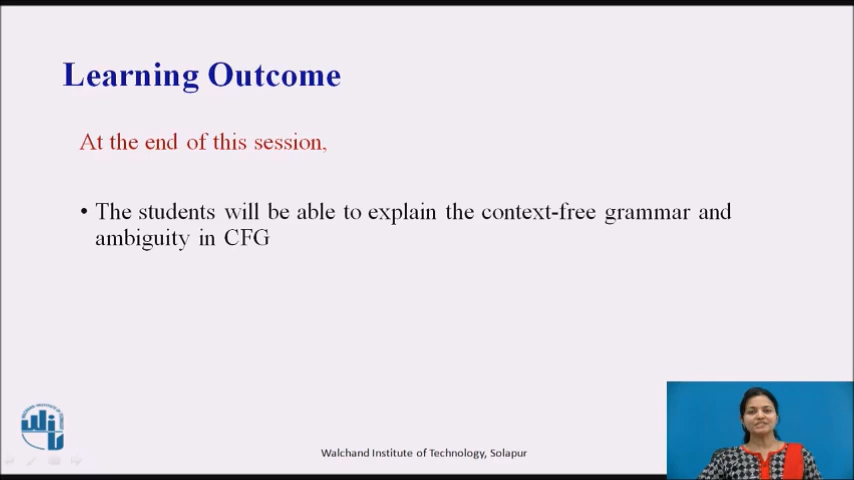 Learning Outcome
At the end of this session,
• The students will be able to explain the context-free grammar and
ambiguity in CFG
Walchand Institute of Technology, Solapur